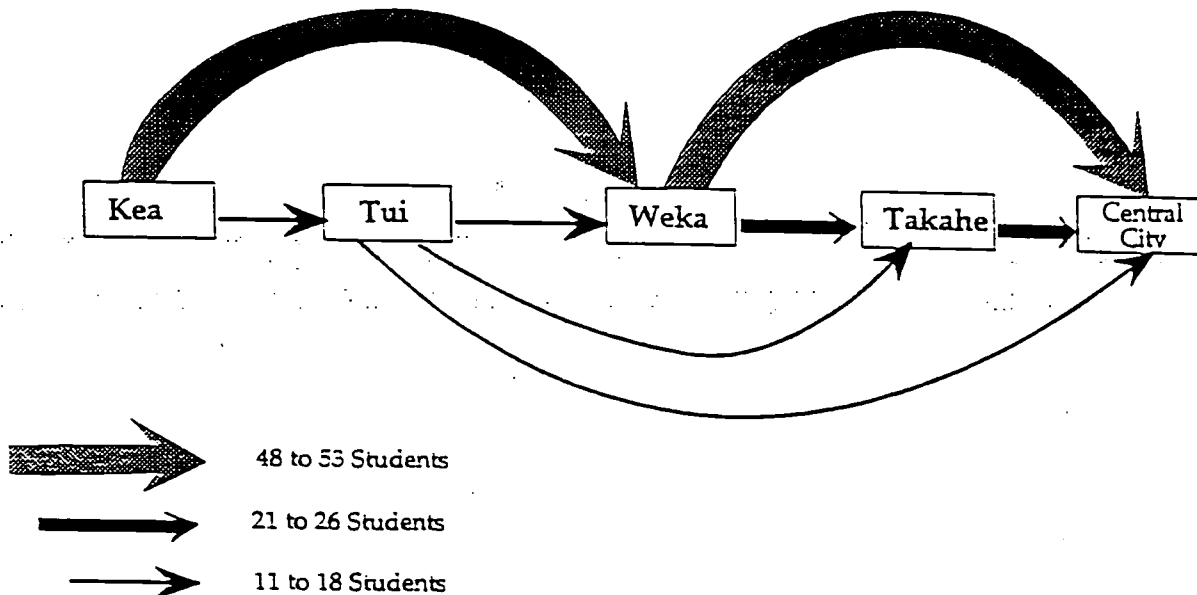 Kea
Tui
Weka
Takahe
Central
City
48 to 53 Students
21 to 26 Students
11 to 18 Students